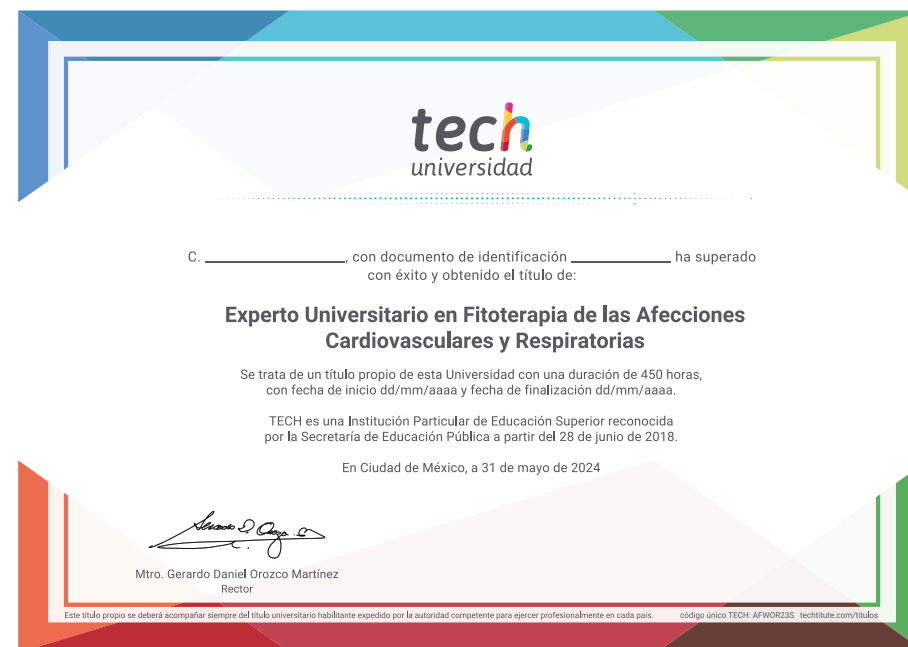 tech
universidad
C. ____________________, con documento de identificación ______________ ha superado
con éxito y obtenido el título de:
Experto Universitario en Fitoterapia de las Afecciones
Cardiovasculares y Respiratorias
Se trata de un título propio de esta Universidad con una duración de 450 horas,
con fecha de inicio dd/mm/aaaa y fecha de finalización dd/mm/aaaa.
TECH es una Institución Particular de Educación Superior reconocida
por la Secretaría de Educación Pública a partir del 28 de junio de 2018.
En Ciudad de México, a 31 de mayo de 2024
Mtro. Gerardo Daniel Orozco Martínez
Rector
Este título propio se deberá acompañar siempre del título universitario habilitante expedido por la autoridad competente para ejercer profesionalmente en cada país. código único TECH: AFWOR23S techtitute.com/titulos